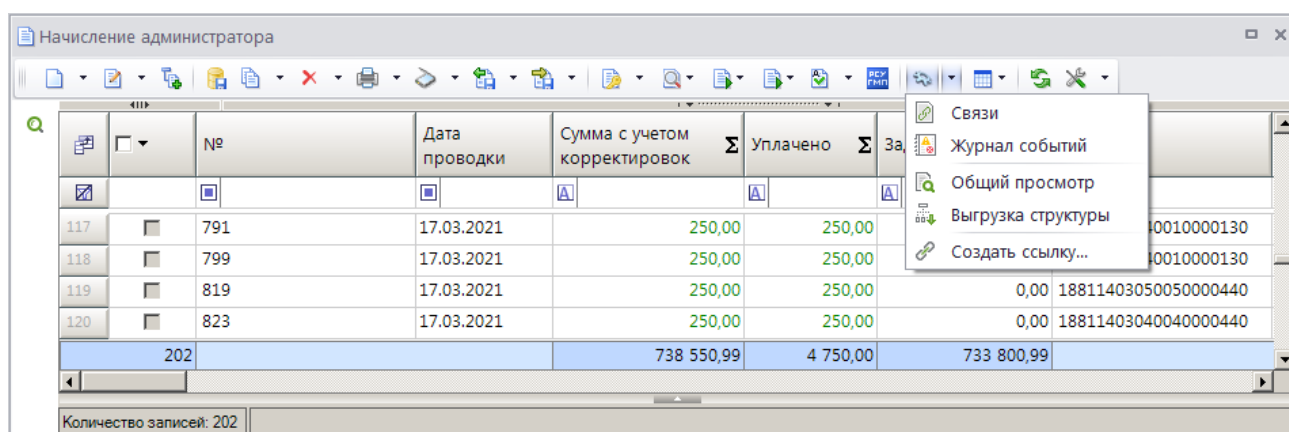 Начисление администратора
РСУ ГМП
Связи
Журнал событий
Общий просмотр
Выгрузка структуры
Создать ссылку...
№ Дата проводки Сумма с учетом корректировок Σ Уплачено Σ
A A A
117 791 17.03.2021 250,00 250,00
118 799 17.03.2021 250,00 250,00
119 819 17.03.2021 250,00 250,00 0,00 18811403050050000440
120 823 17.03.2021 250,00 250,00 0,00 18811403040040000440
202 738 550,99 4 750,00 733 800,99
Количество записей: 202